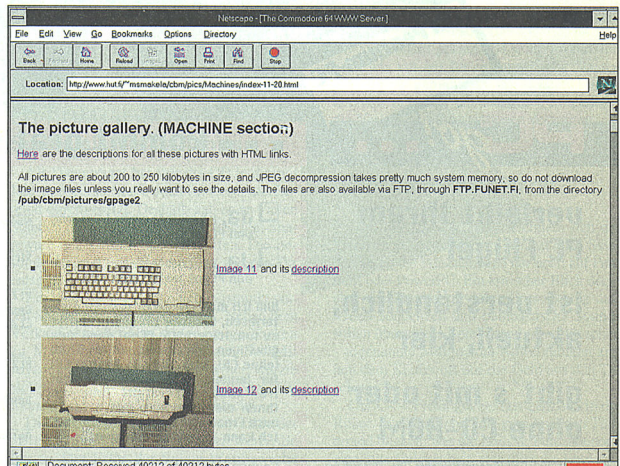 Netscape - [The Commodore 64 WWW Server]
File Edit View Go Bookmarks Options Directory Help
Back Forward Home Reload Images Open Print Find Stop
Location: http://www.hut.fi/~msmakela/cbm/pics/Machines/index-11-20.html
N
The picture gallery. (MACHINE section)
Here are the descriptions for all these pictures with HTML links.
All pictures are about 200 to 250 kilobytes in size, and JPEG decompression takes pretty much system memory, so do not download
the image files unless you really want to see the details. The files are also available via FTP, through FTP.FUNET.FI, from the directory
/pub/cbm/pictures/gpage2.
Image 11 and its description
Image 12 and its description
Document: Received 40212 of 40212 bytes